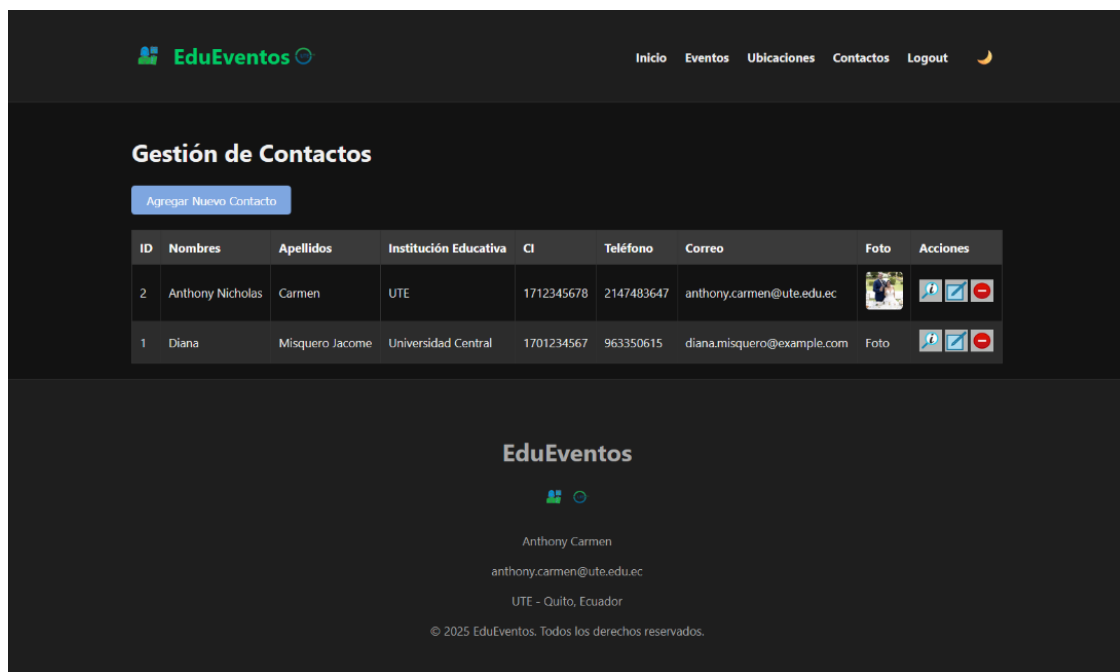 EduEventos
Inicio Eventos Ubicaciones Contactos Logout
Gestión de Contactos
Agregar Nuevo Contacto
ID Nombres Apellidos Institución Educativa CI Teléfono Correo Foto Acciones
2 Anthony Nicholas Carmen UTE 1712345678 2147483647 anthony.carmen@ute.edu.ec
1 Diana Misquero Jacome Universidad Central 1701234567 963350615 diana.misquero@example.com Foto
EduEventos
Anthony Carmen
anthony.carmen@ute.edu.ec
UTE - Quito, Ecuador
© 2025 EduEventos. Todos los derechos reservados.